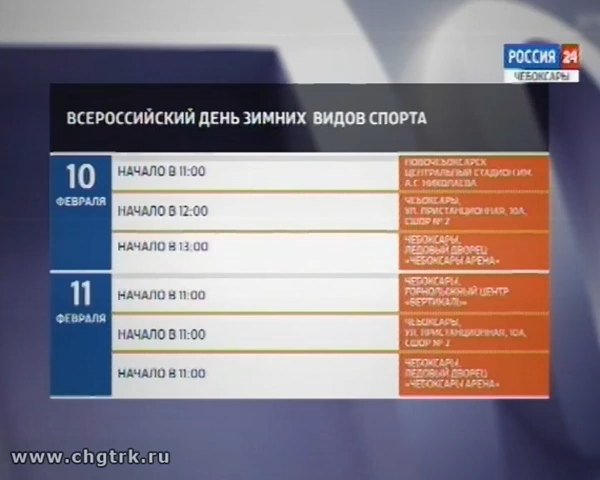 РОССИЯ 24
ЧЕБОКСАРЫ
ВСЕРОССИЙСКИЙ ДЕНЬ ЗИМНИХ ВИДОВ СПОРТА
10
ФЕВРАЛЯ
НАЧАЛО В 11:00
НОВОЧЕБОКСАРСК
ЦЕНТРАЛЬНЫЙ СТАДИОН ИМ.
А.Г. НИКОЛАЕВА
НАЧАЛО В 12:00
ЧЕБОКСАРЫ,
УЛ. ПРИСТАНЦИОННАЯ, 10А,
СШОР № 2
НАЧАЛО В 13:00
ЧЕБОКСАРЫ,
ЛЕДОВЫЙ ДВОРЕЦ
«ЧЕБОКСАРЫ АРЕНА»
11
ФЕВРАЛЯ
НАЧАЛО В 11:00
ЧЕБОКСАРЫ,
ГОРНОЛЫЖНЫЙ ЦЕНТР
«ВЕРТИКАЛЬ»
НАЧАЛО В 11:00
ЧЕБОКСАРЫ,
УЛ. ПРИСТАНЦИОННАЯ, 10А,
СШОР № 2
НАЧАЛО В 11:00
ЧЕБОКСАРЫ,
ЛЕДОВЫЙ ДВОРЕЦ
«ЧЕБОКСАРЫ АРЕНА»
www.chgtrk.ru